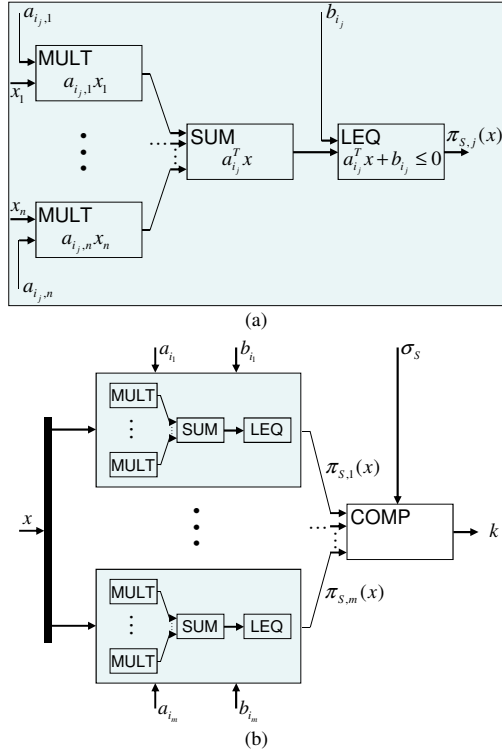 a_{i_j,1}
b_{i_j}
MULT
a_{i_j,1}x_1
x_1
SUM
a_{i_j}^T x
LEQ
a_{i_j}^T x + b_{i_j} ≤ 0
π_{S,j}(x)
x_n
MULT
a_{i_j,n}x_n
a_{i_j,n}
(a)
a_{i_1}
b_{i_1}
σ_S
MULT
SUM
LEQ
MULT
π_{S,1}(x)
x
COMP
k
MULT
SUM
LEQ
MULT
π_{S,m}(x)
a_{i_m}
b_{i_m}
(b)